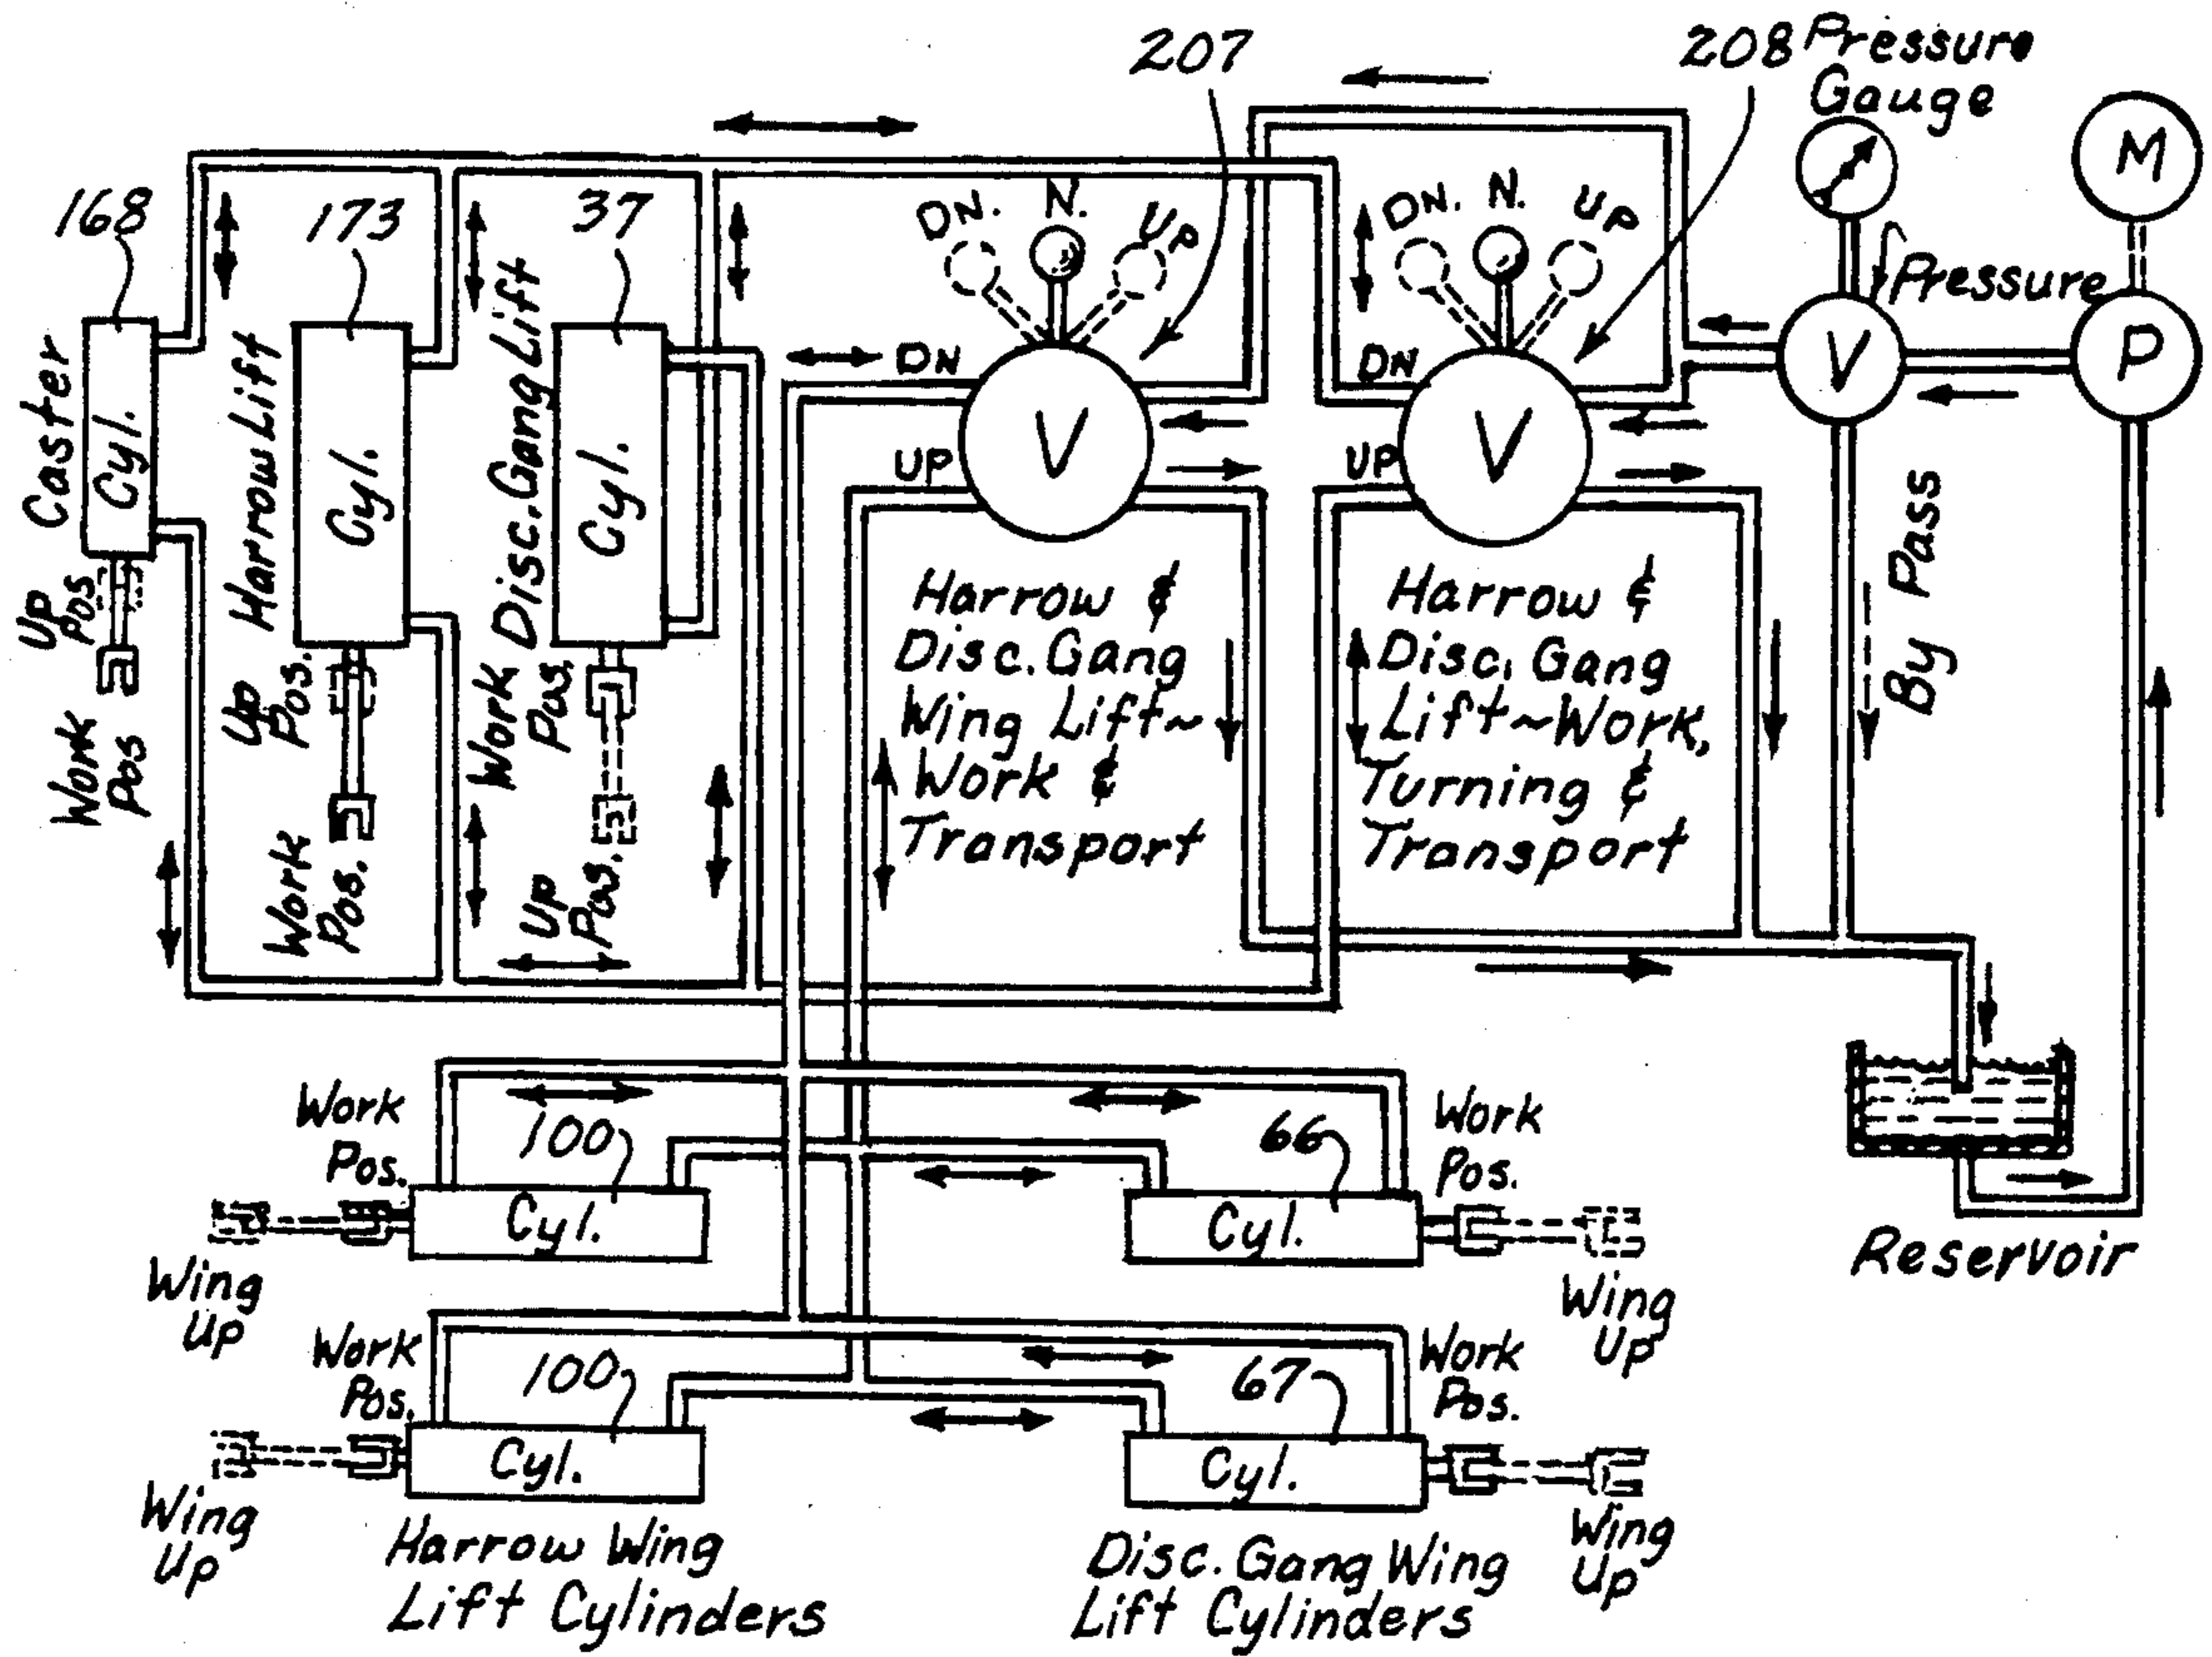 207
208 Pressure
Gauge
M
168
173
37
DN.
N.
UP
DN.
N.
UP
Pressure
Caster
Cyl.
Harrow Lift
Cyl.
Disc. Gang Lift
Cyl.
DN
UP
V
DN
UP
V
V
P
By Pass
UP
Pos
Work
Pos
UP
Pos.
Work
Pos.
Work
Pos.
UP
Pos.
Harrow &
Disc. Gang
Wing Lift~
Work &
Transport
Harrow &
Disc. Gang
Lift~Work,
Turning &
Transport
Work
Pos.
100
66
Work
Pos.
Cyl.
Cyl.
Wing
Up
Wing
Up
Reservoir
Work
Pos.
100
67
Work
Pos.
Cyl.
Cyl.
Wing
Up
Wing
Up
Harrow Wing
Lift Cylinders
Disc. Gang Wing
Lift Cylinders